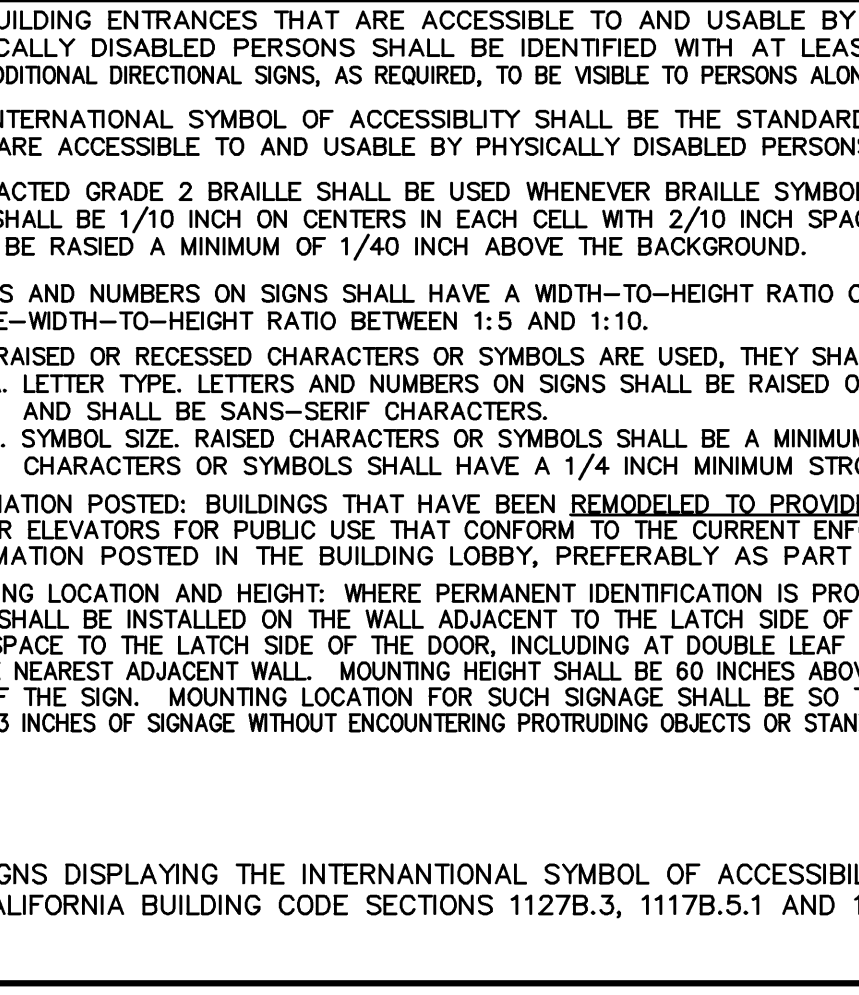 UILDING ENTRANCES THAT ARE ACCESSIBLE TO AND USABLE BY
CALLY DISABLED PERSONS SHALL BE IDENTIFIED WITH AT LEAS
DDITIONAL DIRECTIONAL SIGNS, AS REQUIRED, TO BE VISIBLE TO PERSONS ALON
NTERNATIONAL SYMBOL OF ACCESSIBLITY SHALL BE THE STANDARD
ARE ACCESSIBLE TO AND USABLE BY PHYSICALLY DISABLED PERSONS
ACTED GRADE 2 BRAILLE SHALL BE USED WHENEVER BRAILLE SYMBOL
SHALL BE 1/10 INCH ON CENTERS IN EACH CELL WITH 2/10 INCH SPAC
BE RASIED A MINIMUM OF 1/40 INCH ABOVE THE BACKGROUND.
S AND NUMBERS ON SIGNS SHALL HAVE A WIDTH-TO-HEIGHT RATIO O
E-WIDTH-TO-HEIGHT RATIO BETWEEN 1:5 AND 1:10.
RAISED OR RECESSED CHARACTERS OR SYMBOLS ARE USED, THEY SHA
. LETTER TYPE. LETTERS AND NUMBERS ON SIGNS SHALL BE RAISED O
AND SHALL BE SANS-SERIF CHARACTERS.
. SYMBOL SIZE. RAISED CHARACTERS OR SYMBOLS SHALL BE A MINIMUM
CHARACTERS OR SYMBOLS SHALL HAVE A 1/4 INCH MINIMUM STRO
MATION POSTED: BUILDINGS THAT HAVE BEEN REMODELED TO PROVIDE
R ELEVATORS FOR PUBLIC USE THAT CONFORM TO THE CURRENT ENFO
MATION POSTED IN THE BUILDING LOBBY, PREFERABLY AS PART
NG LOCATION AND HEIGHT: WHERE PERMANENT IDENTIFICATION IS PRO
SHALL BE INSTALLED ON THE WALL ADJACENT TO THE LATCH SIDE OF
SPACE TO THE LATCH SIDE OF THE DOOR, INCLUDING AT DOUBLE LEAF
E NEAREST ADJACENT WALL. MOUNTING HEIGHT SHALL BE 60 INCHES ABOV
F THE SIGN. MOUNTING LOCATION FOR SUCH SIGNAGE SHALL BE SO T
3 INCHES OF SIGNAGE WITHOUT ENCOUNTERING PROTRUDING OBJECTS OR STAN
GNS DISPLAYING THE INTERNANTIONAL SYMBOL OF ACCESSIBIL
ALIFORNIA BUILDING CODE SECTIONS 1127B.3, 1117B.5.1 AND 1